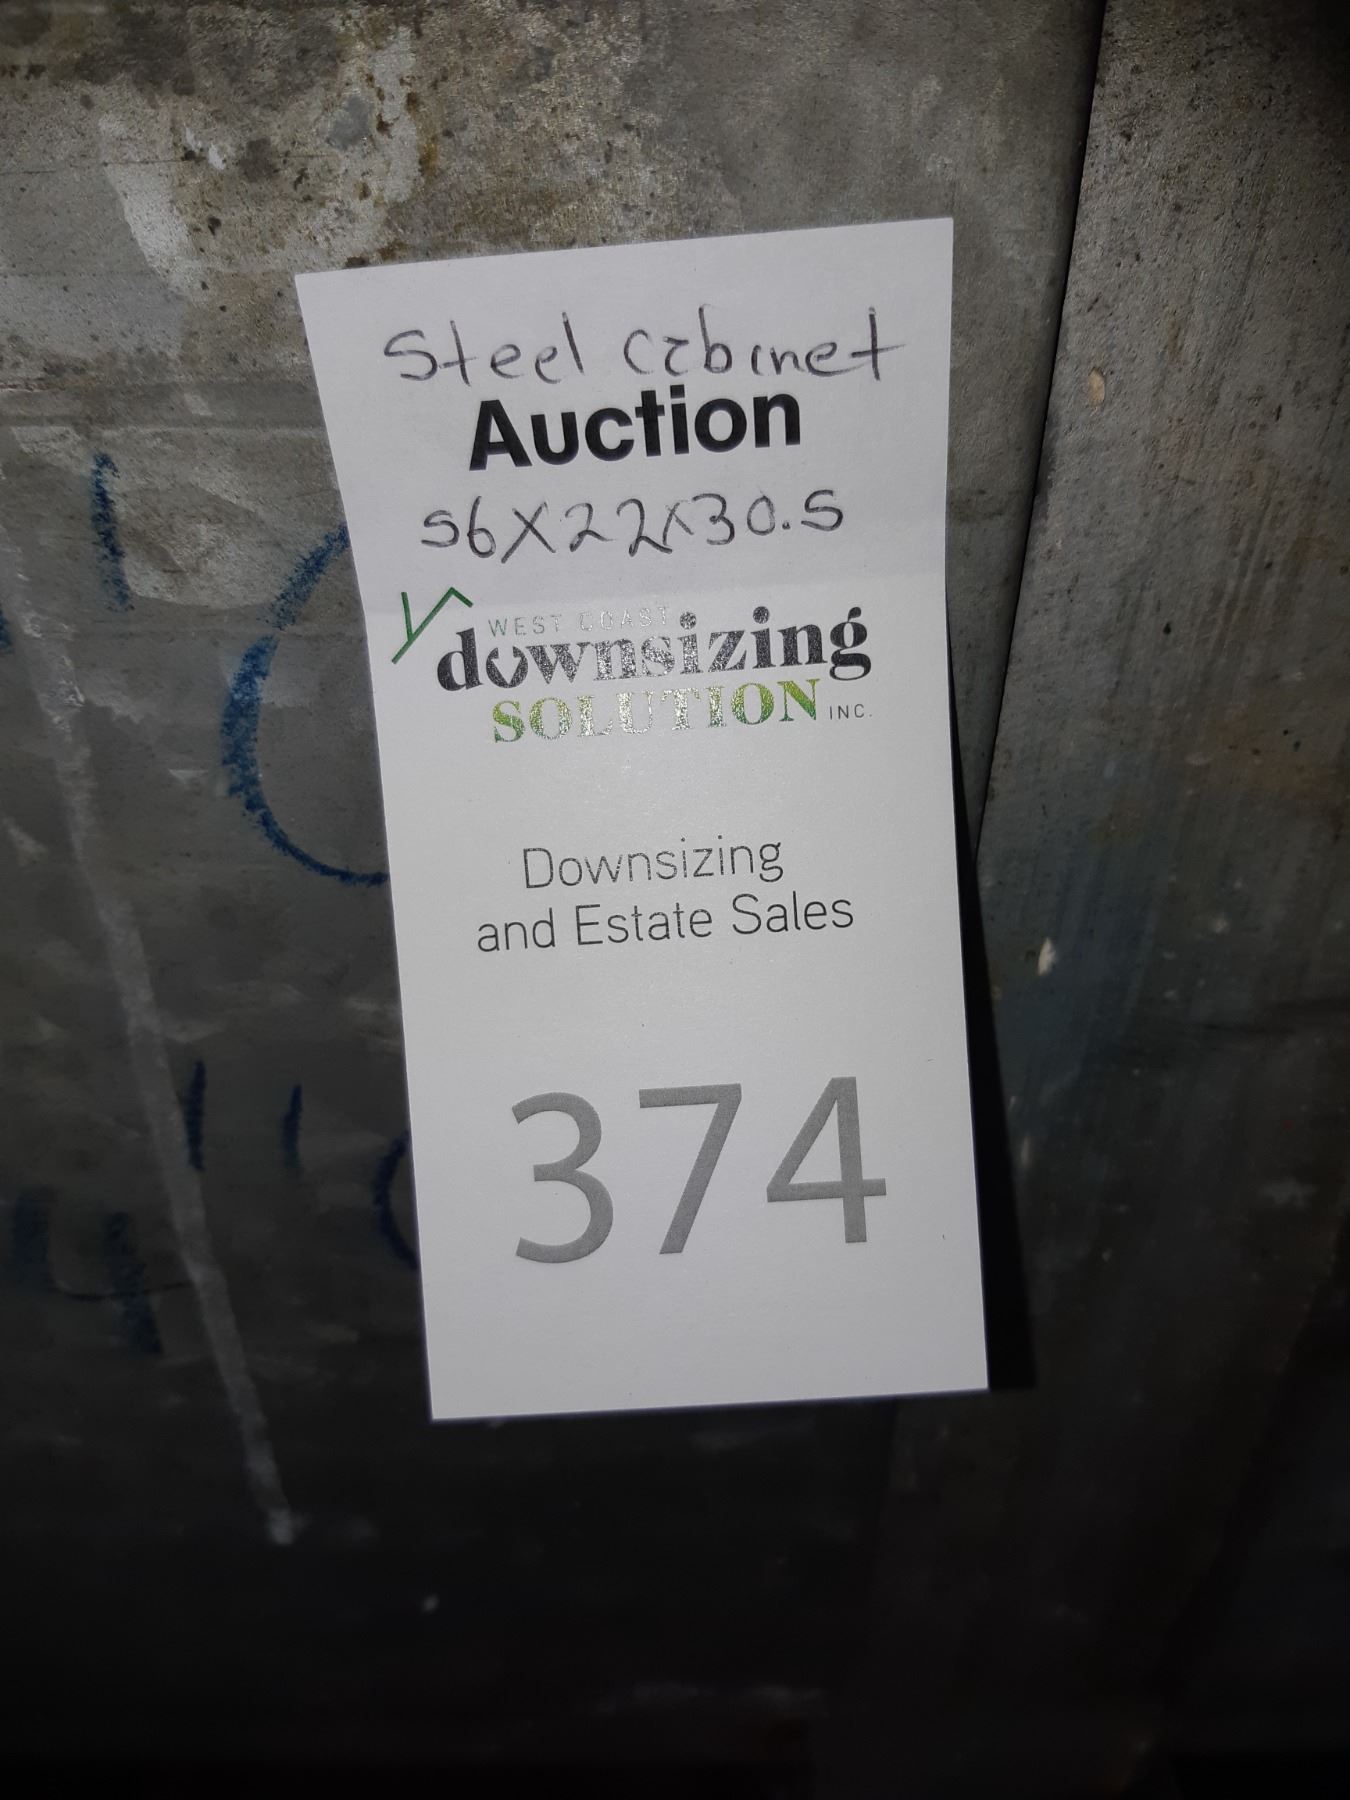 Steel Cabinet
Auction
56X22X30.5
WEST COAST
downsizing
SOLUTION INC.
Downsizing
and Estate Sales
374